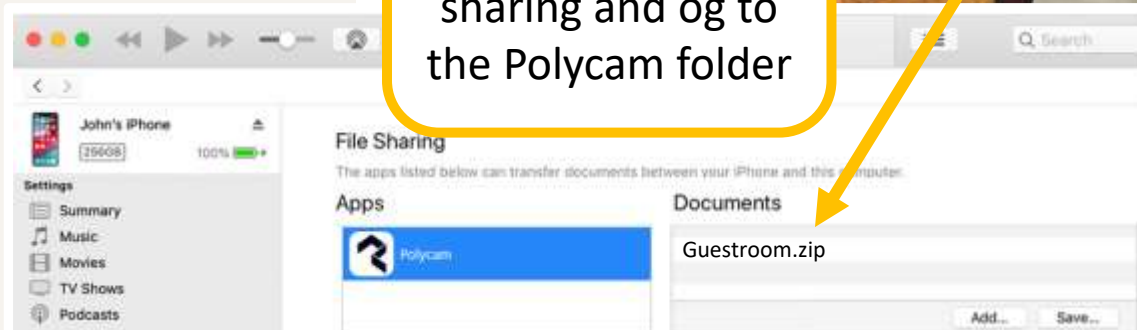 sharing and og to
the Polycam folder
Search
John's iPhone
256GB
100%
File Sharing
The apps listed below can transfer documents between your iPhone and this computer.
Settings
Summary
Music
Movies
TV Shows
Podcasts
Apps
Polycam
Documents
Guestroom.zip
Add...
Save...